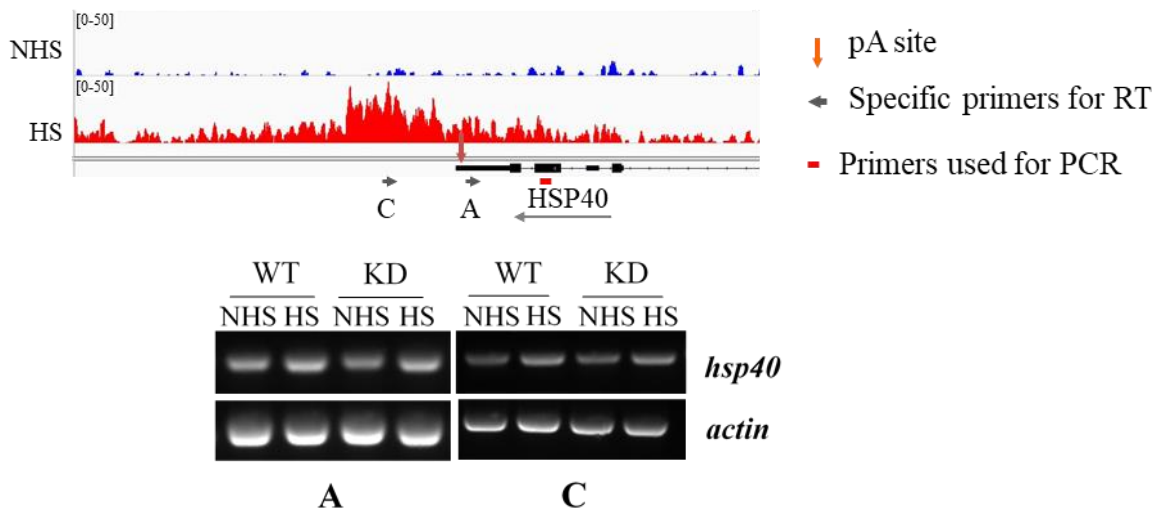 [0-50]
NHS
[0-50]
HS
pA site
Specific primers for RT
Primers used for PCR
C
A
HSP40
WT KD WT KD
NHS HS NHS HS NHS HS NHS HS
hsp40
actin
A C